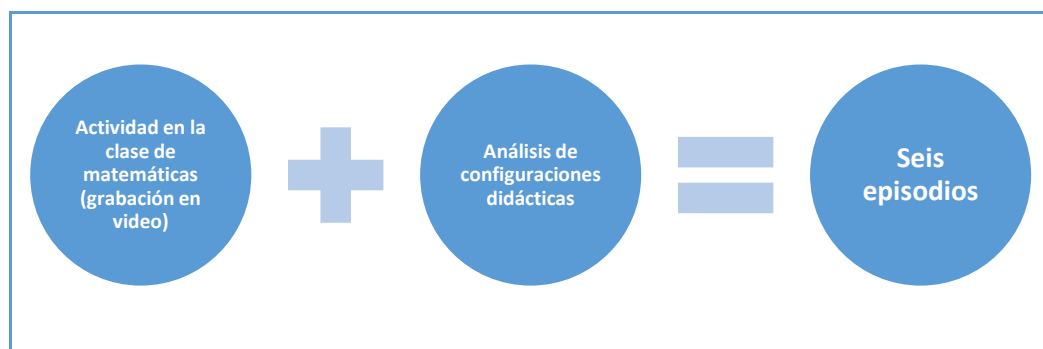 Actividad en la
clase de
matemáticas
(grabación en
video)
Análisis de
configuraciones
didácticas
Seis
episodios